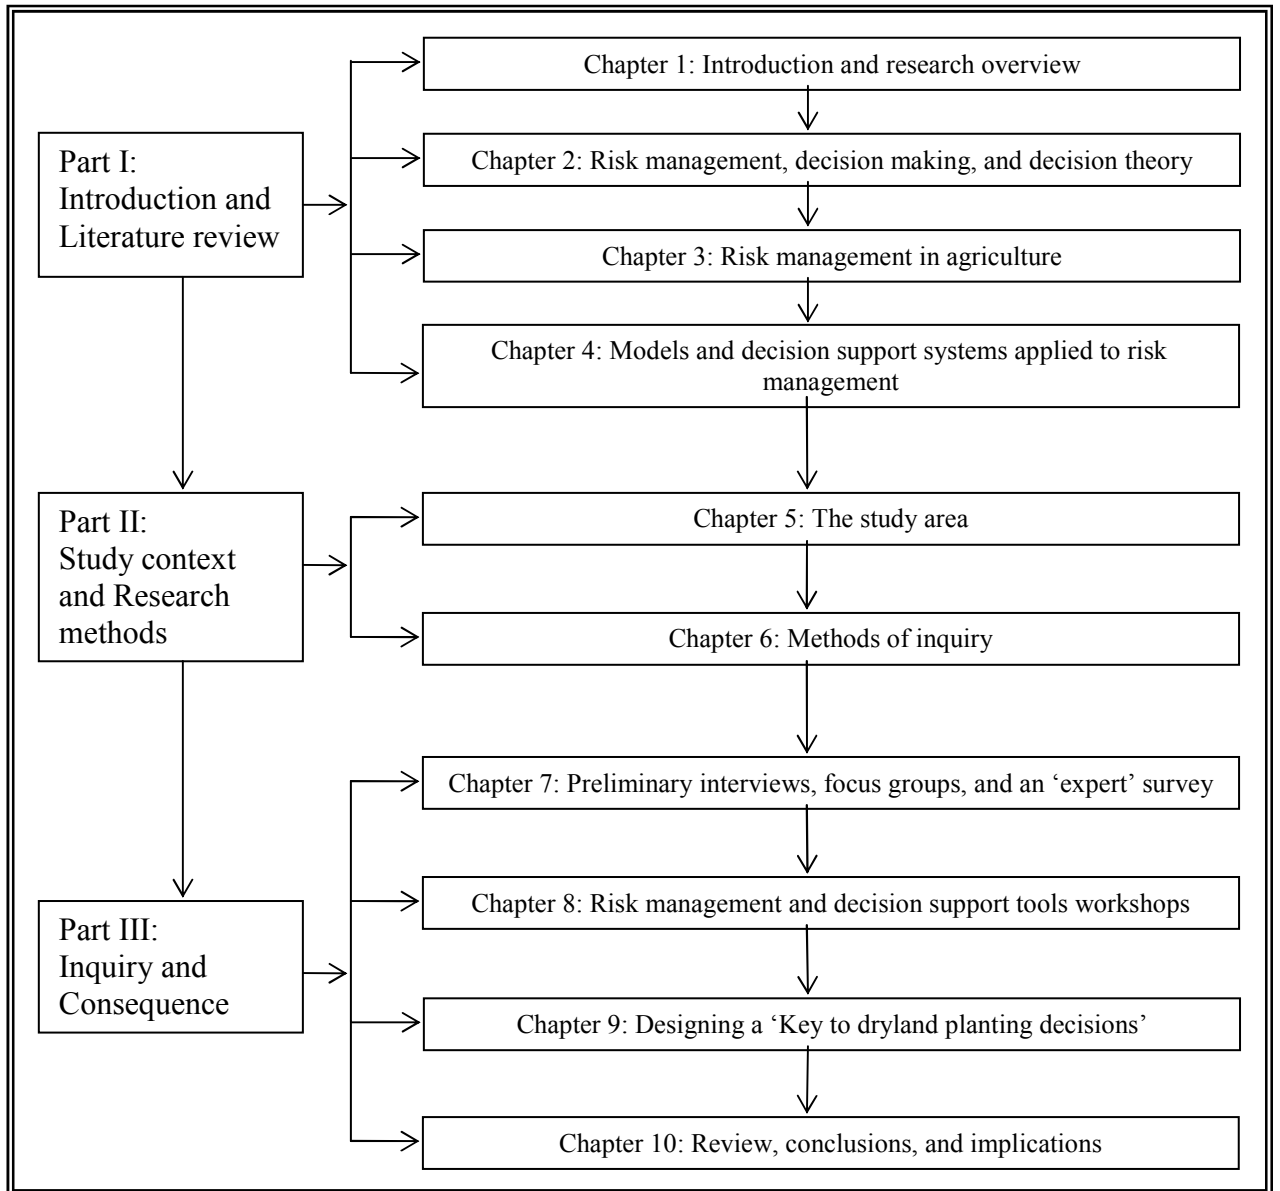 Part I:
Introduction and
Literature review
Chapter 1: Introduction and research overview
Chapter 2: Risk management, decision making, and decision theory
Chapter 3: Risk management in agriculture
Chapter 4: Models and decision support systems applied to risk
management
Part II:
Study context
and Research
methods
Chapter 5: The study area
Chapter 6: Methods of inquiry
Part III:
Inquiry and
Consequence
Chapter 7: Preliminary interviews, focus groups, and an ‘expert’ survey
Chapter 8: Risk management and decision support tools workshops
Chapter 9: Designing a ‘Key to dryland planting decisions’
Chapter 10: Review, conclusions, and implications